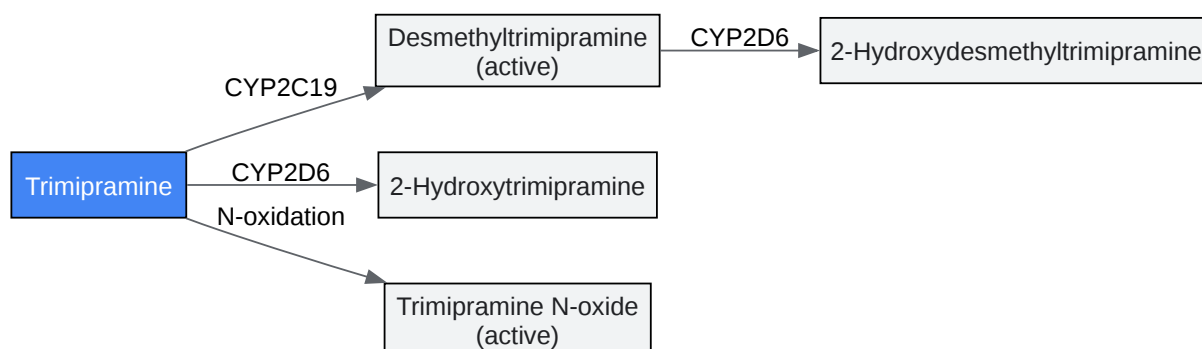 Desmethyltrimipramine
(active)
CYP2D6
2-Hydroxydesmethyltrimipramine
CYP2C19
Trimipramine
CYP2D6
2-Hydroxytrimipramine
N-oxidation
Trimipramine N-oxide
(active)